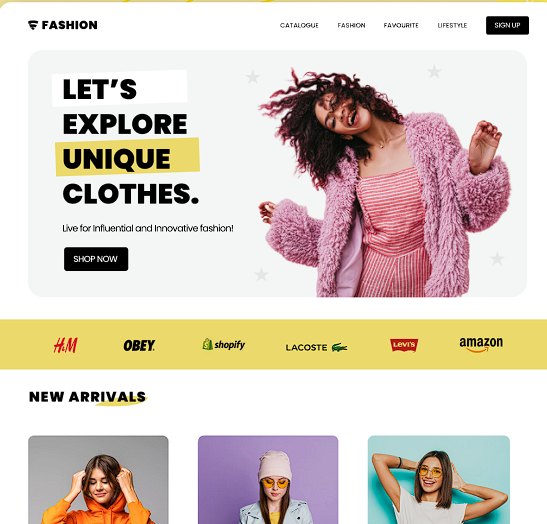 FASHION
CATALOGUE FASHION FAVOURITE LIFESTYLE SIGN UP
LET’S
EXPLORE
UNIQUE
CLOTHES.
Live for Influential and Innovative fashion!
SHOP NOW
H&M OBEY. shopify LACOSTE LEVI'S amazon
NEW ARRIVALS